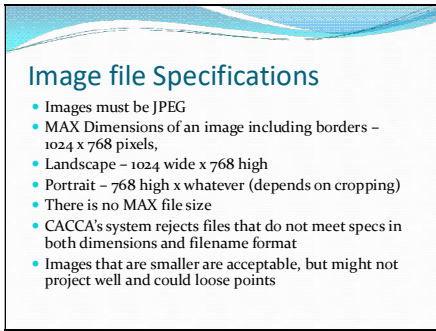 Image file Specifications
• Images must be JPEG
• MAX Dimensions of an image including borders –
1024 x 768 pixels,
• Landscape – 1024 wide x 768 high
• Portrait – 768 high x whatever (depends on cropping)
• There is no MAX file size
• CACCA's system rejects files that do not meet specs in
both dimensions and filename format
• Images that are smaller are acceptable, but might not
project well and could loose points